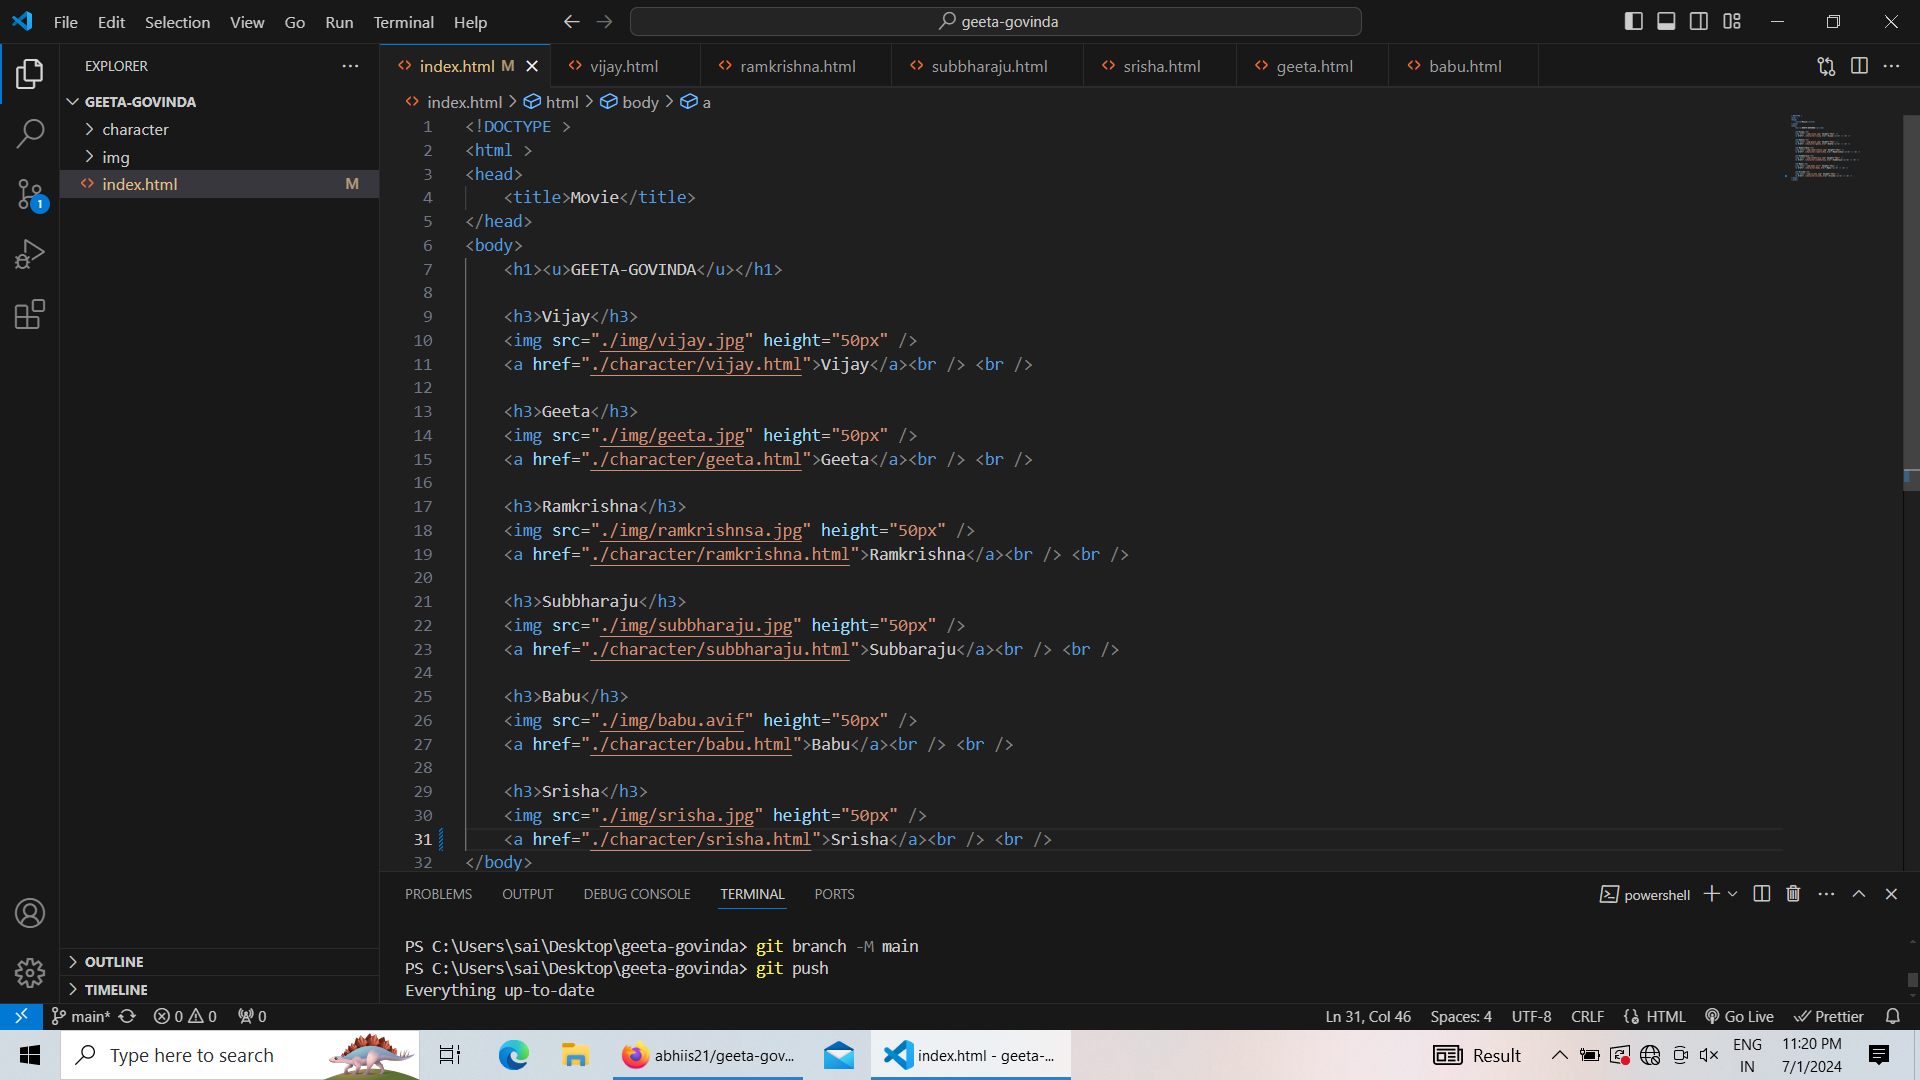 File Edit Selection View Go Run Terminal Help
geeta-govinda
EXPLORER
GEETA-GOVINDA
character
img
index.html M
OUTLINE
TIMELINE
1
index.html M vijay.html ramkrishna.html subbharaju.html srisha.html geeta.html babu.html
index.html > html > body > a
1 <!DOCTYPE >
2 <html >
3 <head>
4 <title>Movie</title>
5 </head>
6 <body>
7 <h1><u>GEETA-GOVINDA</u></h1>
8
9 <h3>Vijay</h3>
10 <img src="./img/vijay.jpg" height="50px" />
11 <a href="./character/vijay.html">Vijay</a><br /> <br />
12
13 <h3>Geeta</h3>
14 <img src="./img/geeta.jpg" height="50px" />
15 <a href="./character/geeta.html">Geeta</a><br /> <br />
16
17 <h3>Ramkrishna</h3>
18 <img src="./img/ramkrishnsa.jpg" height="50px" />
19 <a href="./character/ramkrishna.html">Ramkrishna</a><br /> <br />
20
21 <h3>Subbharaju</h3>
22 <img src="./img/subbharaju.jpg" height="50px" />
23 <a href="./character/subbharaju.html">Subbaraju</a><br /> <br />
24
25 <h3>Babu</h3>
26 <img src="./img/babu.avif" height="50px" />
27 <a href="./character/babu.html">Babu</a><br /> <br />
28
29 <h3>Srisha</h3>
30 <img src="./img/srisha.jpg" height="50px" />
31 <a href="./character/srisha.html">Srisha</a><br /> <br />
32 </body>
PROBLEMS OUTPUT DEBUG CONSOLE TERMINAL PORTS
powershell
PS C:\Users\sai\Desktop\geeta-govinda> git branch -M main
PS C:\Users\sai\Desktop\geeta-govinda> git push
Everything up-to-date
main* 0 0 0
Ln 31, Col 46 Spaces: 4 UTF-8 CRLF HTML Go Live Prettier
Type here to search
abhiis21/geeta-gov...
index.html - geeta-...
Result
ENG
IN
11:20 PM
7/1/2024